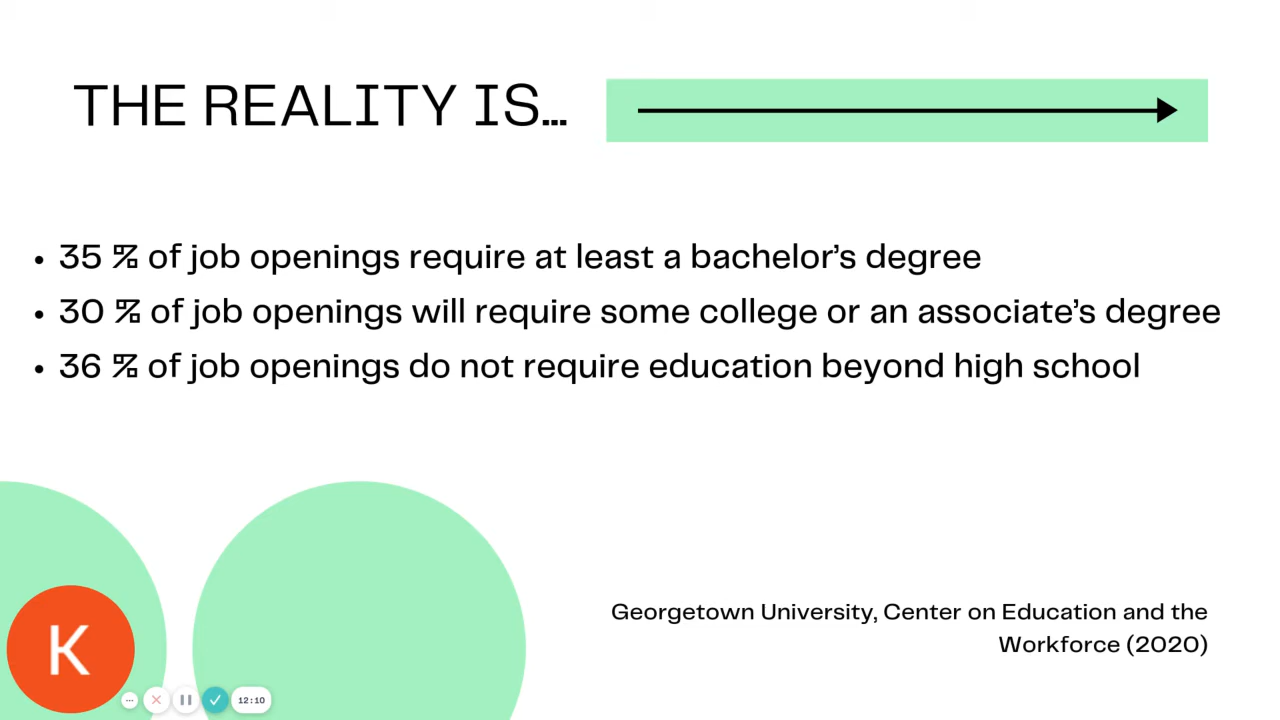 THE REALITY IS...
• 35 % of job openings require at least a bachelor’s degree
• 30 % of job openings will require some college or an associate’s degree
• 36 % of job openings do not require education beyond high school
Georgetown University, Center on Education and the
Workforce (2020)
K
12:10